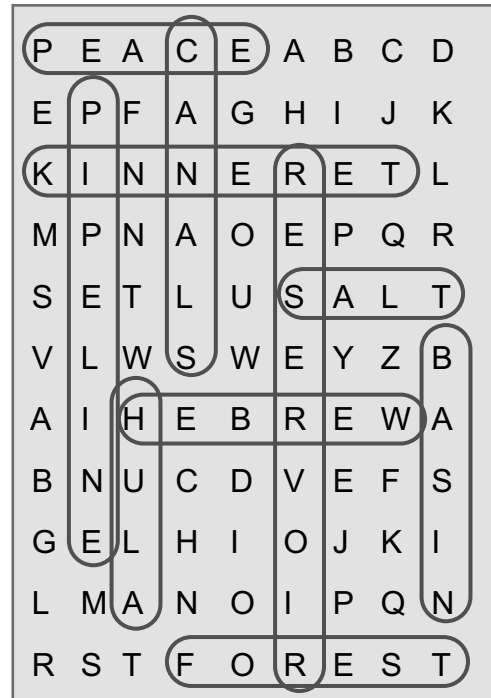 P E A C E A B C D
E P F A G H I J K
K I N N E R E T L
M P N A O E P Q R
S E T L U S A L T
V L W S W E Y Z B
A I H E B R E W A
B N U C D V E F S
G E L H I O J K I
L M A N O I P Q N
R S T F O R E S T